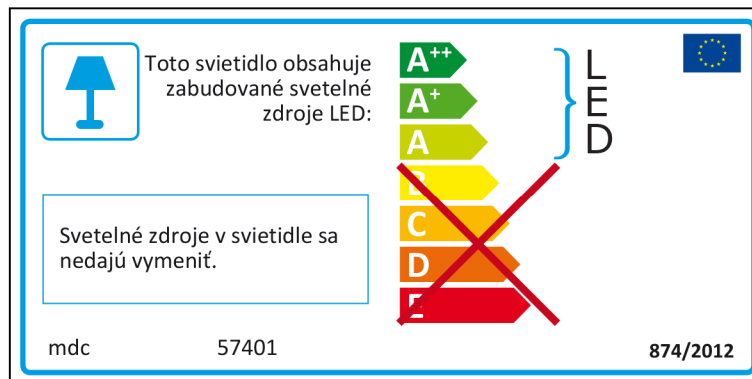 Toto svietidlo obsahuje
zabudované svetelné
zdroje LED:
A++
A+
A
B
C
D
E
L
E
D
Svetelné zdroje v svietidle sa
nedajú vymeniť.
mdc 57401
874/2012